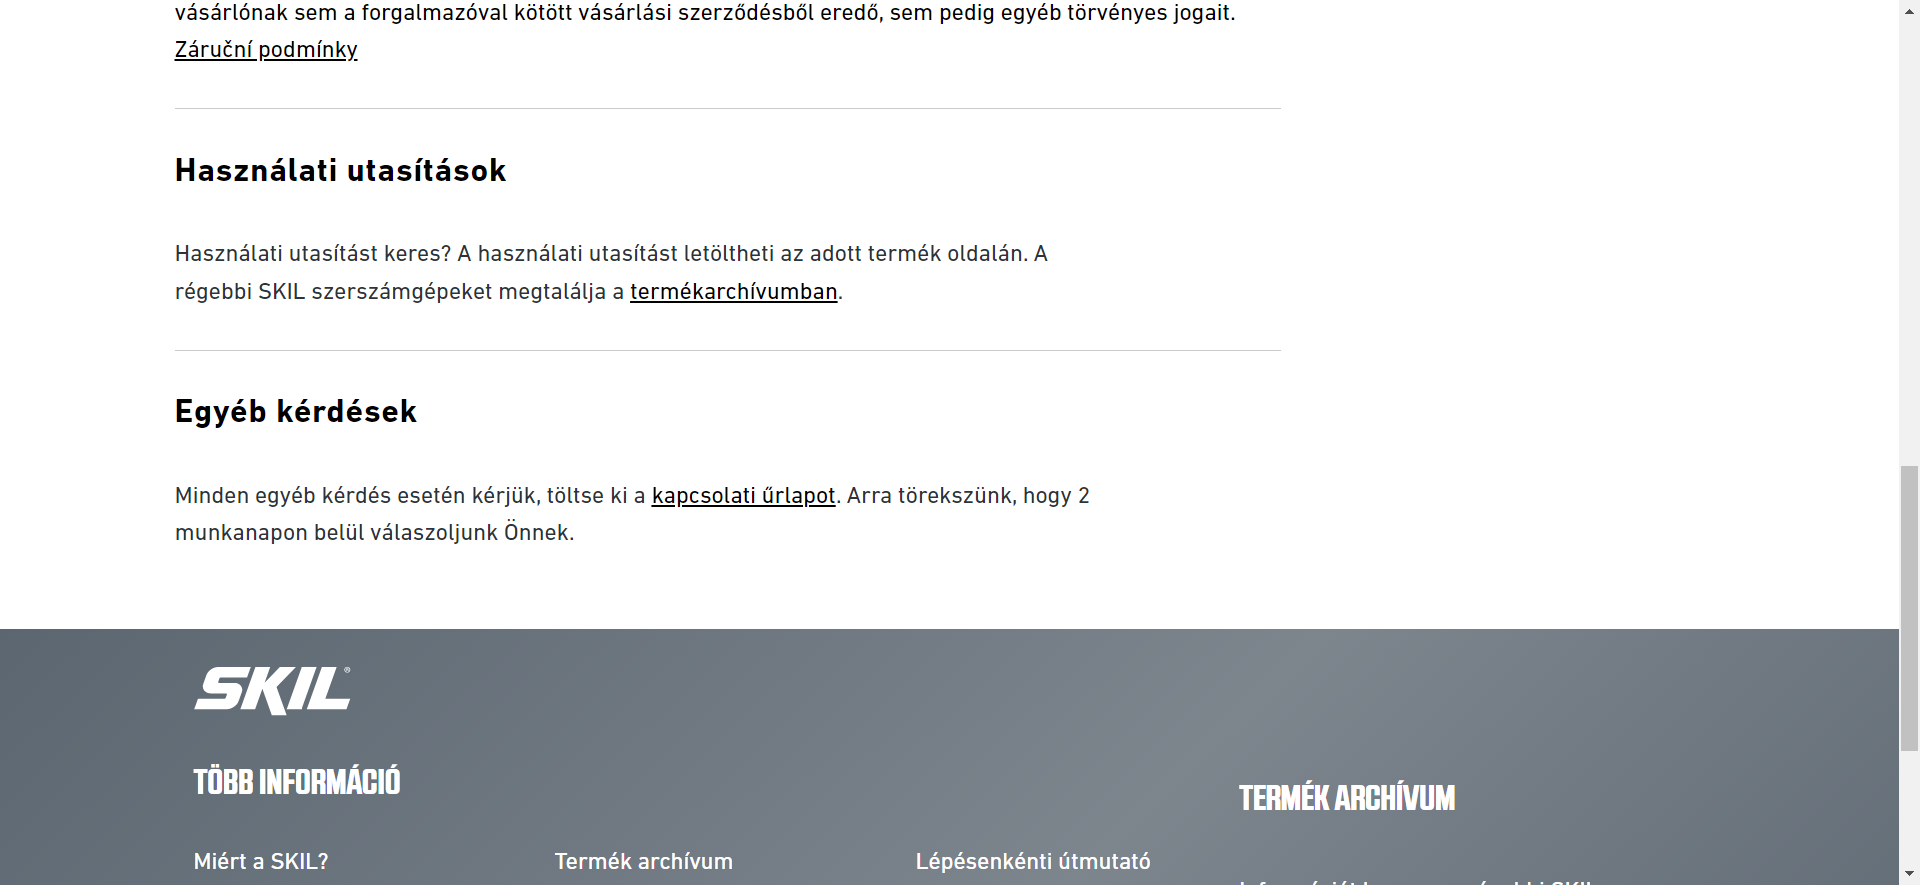 vásárlónak sem a forgalmazóval kötött vásárlási szerződésből eredő, sem pedig egyéb törvényes jogait.
Záruční podmínky
Használati utasítások
Használati utasítást keres? A használati utasítást letöltheti az adott termék oldalán. A
régebbi SKIL szerszámgépeket megtalálja a termékarchívumban.
Egyéb kérdések
Minden egyéb kérdés esetén kérjük, töltse ki a kapcsolati űrlapot. Arra törekszünk, hogy 2
munkanapon belül válaszoljunk Önnek.
SKIL®
TÖBB INFORMÁCIÓ
TERMÉK ARCHÍVUM
Miért a SKIL?
Termék archívum
Lépésenkénti útmutató